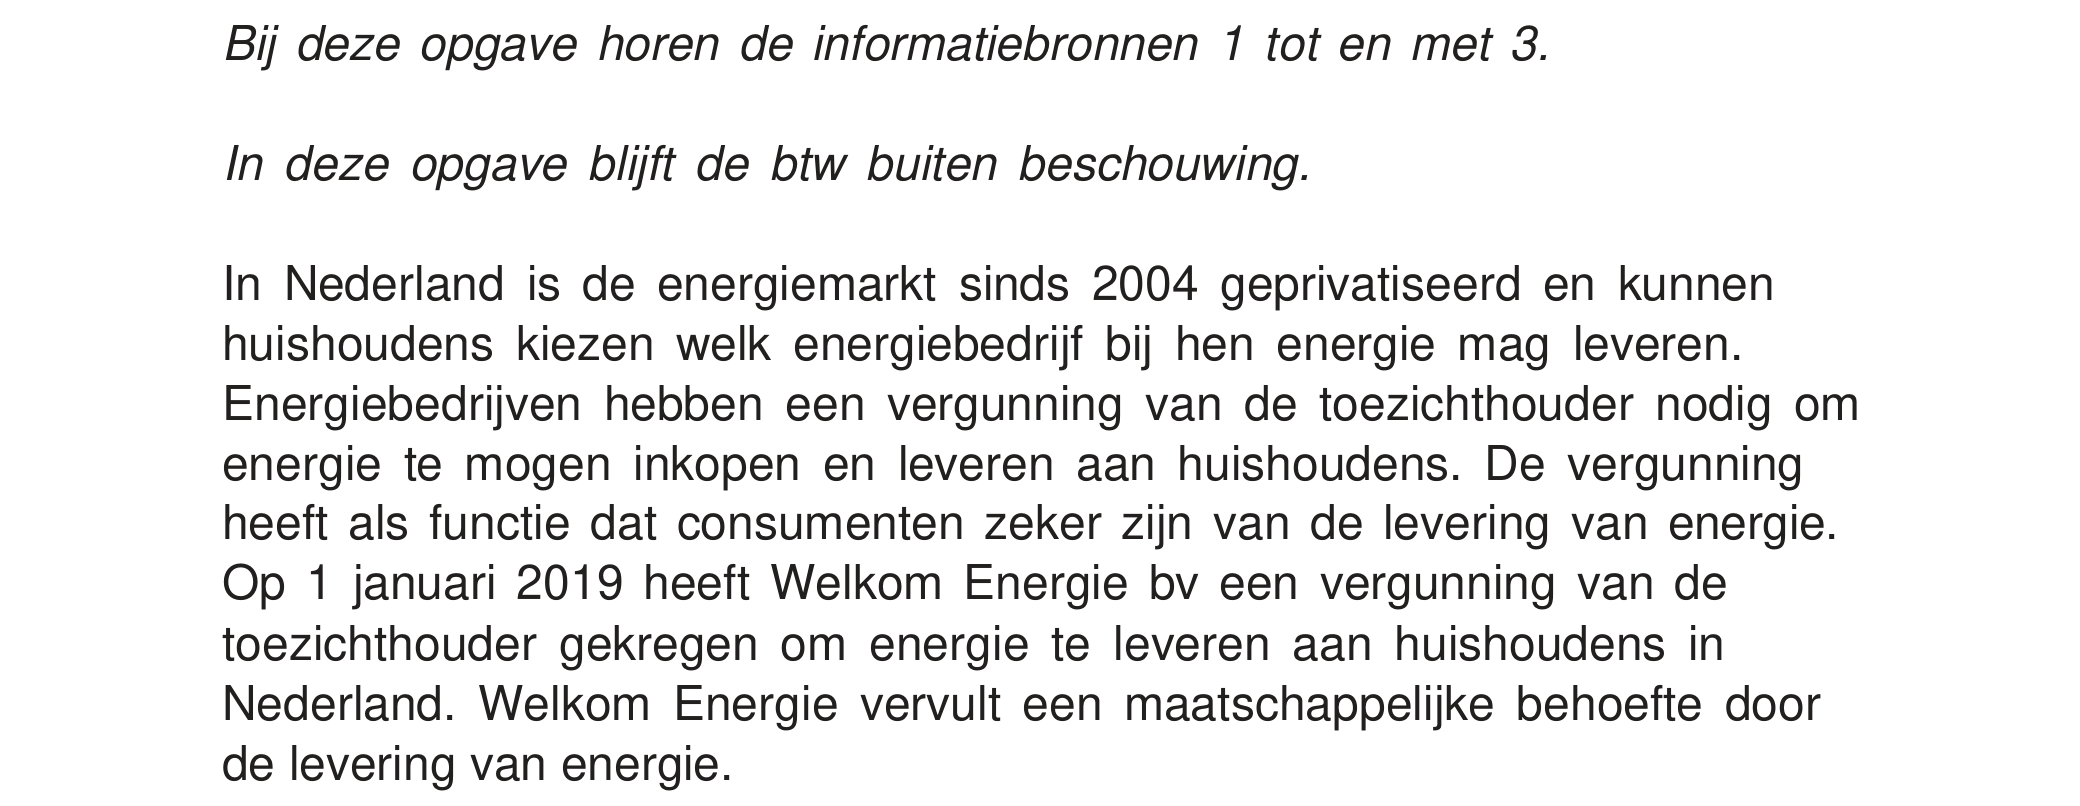 Bij deze opgave horen de informatiebronnen 1 tot en met 3.
In deze opgave blijft de btw buiten beschouwing.
In Nederland is de energiemarkt sinds 2004 geprivatiseerd en kunnen
huishoudens kiezen welk energiebedrijf bij hen energie mag leveren.
Energiebedrijven hebben een vergunning van de toezichthouder nodig om
energie te mogen inkopen en leveren aan huishoudens. De vergunning
heeft als functie dat consumenten zeker zijn van de levering van energie.
Op 1 januari 2019 heeft Welkom Energie bv een vergunning van de
toezichthouder gekregen om energie te leveren aan huishoudens in
Nederland. Welkom Energie vervult een maatschappelijke behoefte door
de levering van energie.